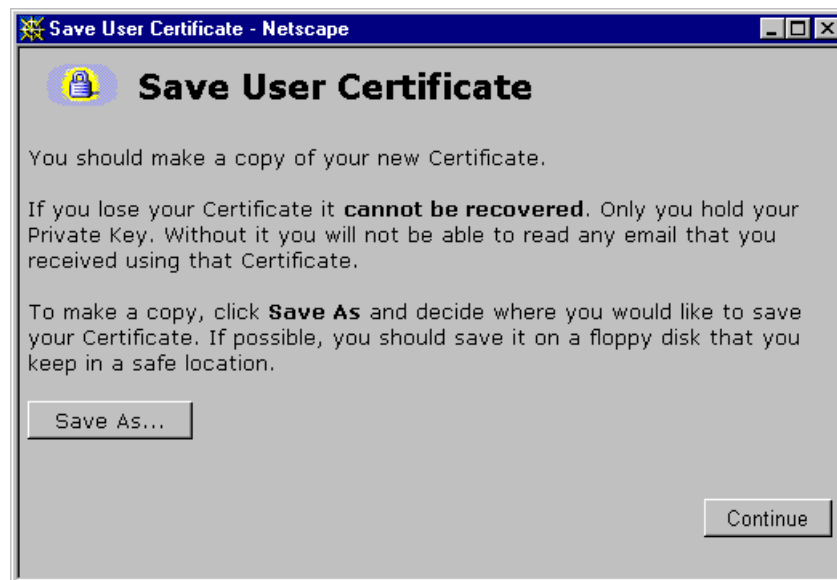 Save User Certificate - Netscape
Save User Certificate
You should make a copy of your new Certificate.
If you lose your Certificate it cannot be recovered. Only you hold your
Private Key. Without it you will not be able to read any email that you
received using that Certificate.
To make a copy, click Save As and decide where you would like to save
your Certificate. If possible, you should save it on a floppy disk that you
keep in a safe location.
Save As...
Continue